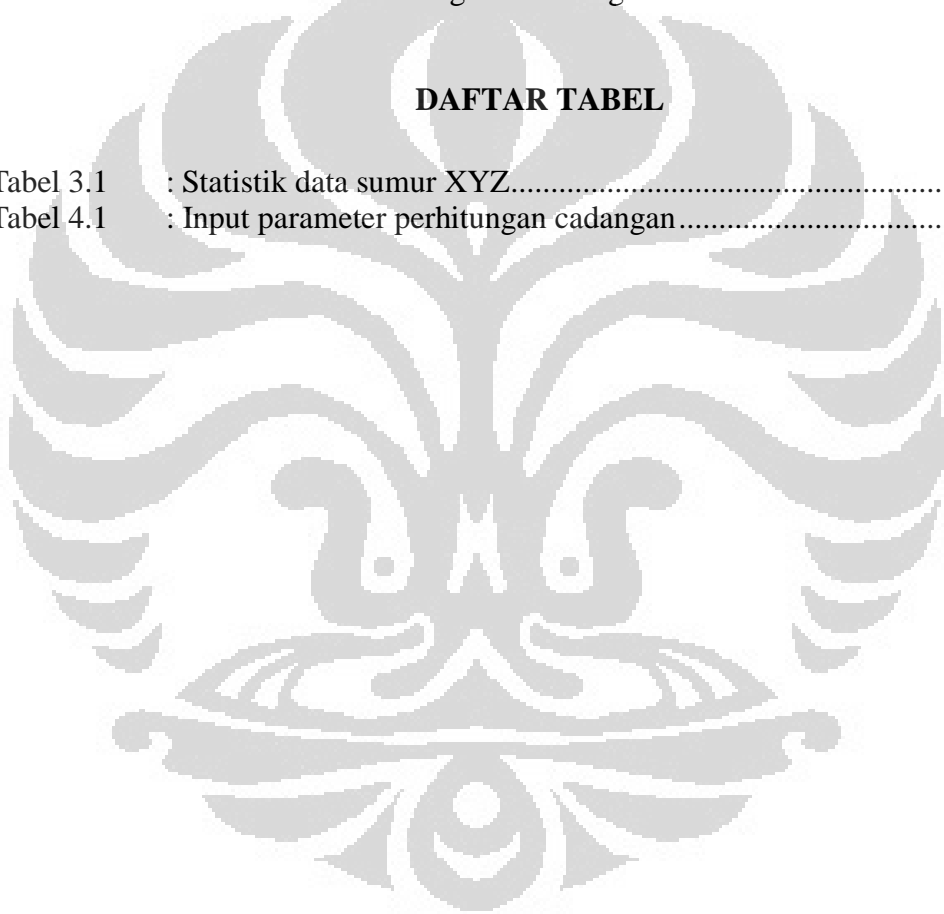 DAFTAR TABEL
Tabel 3.1 : Statistik data sumur XYZ......................................................
Tabel 4.1 : Input parameter perhitungan cadangan.................................